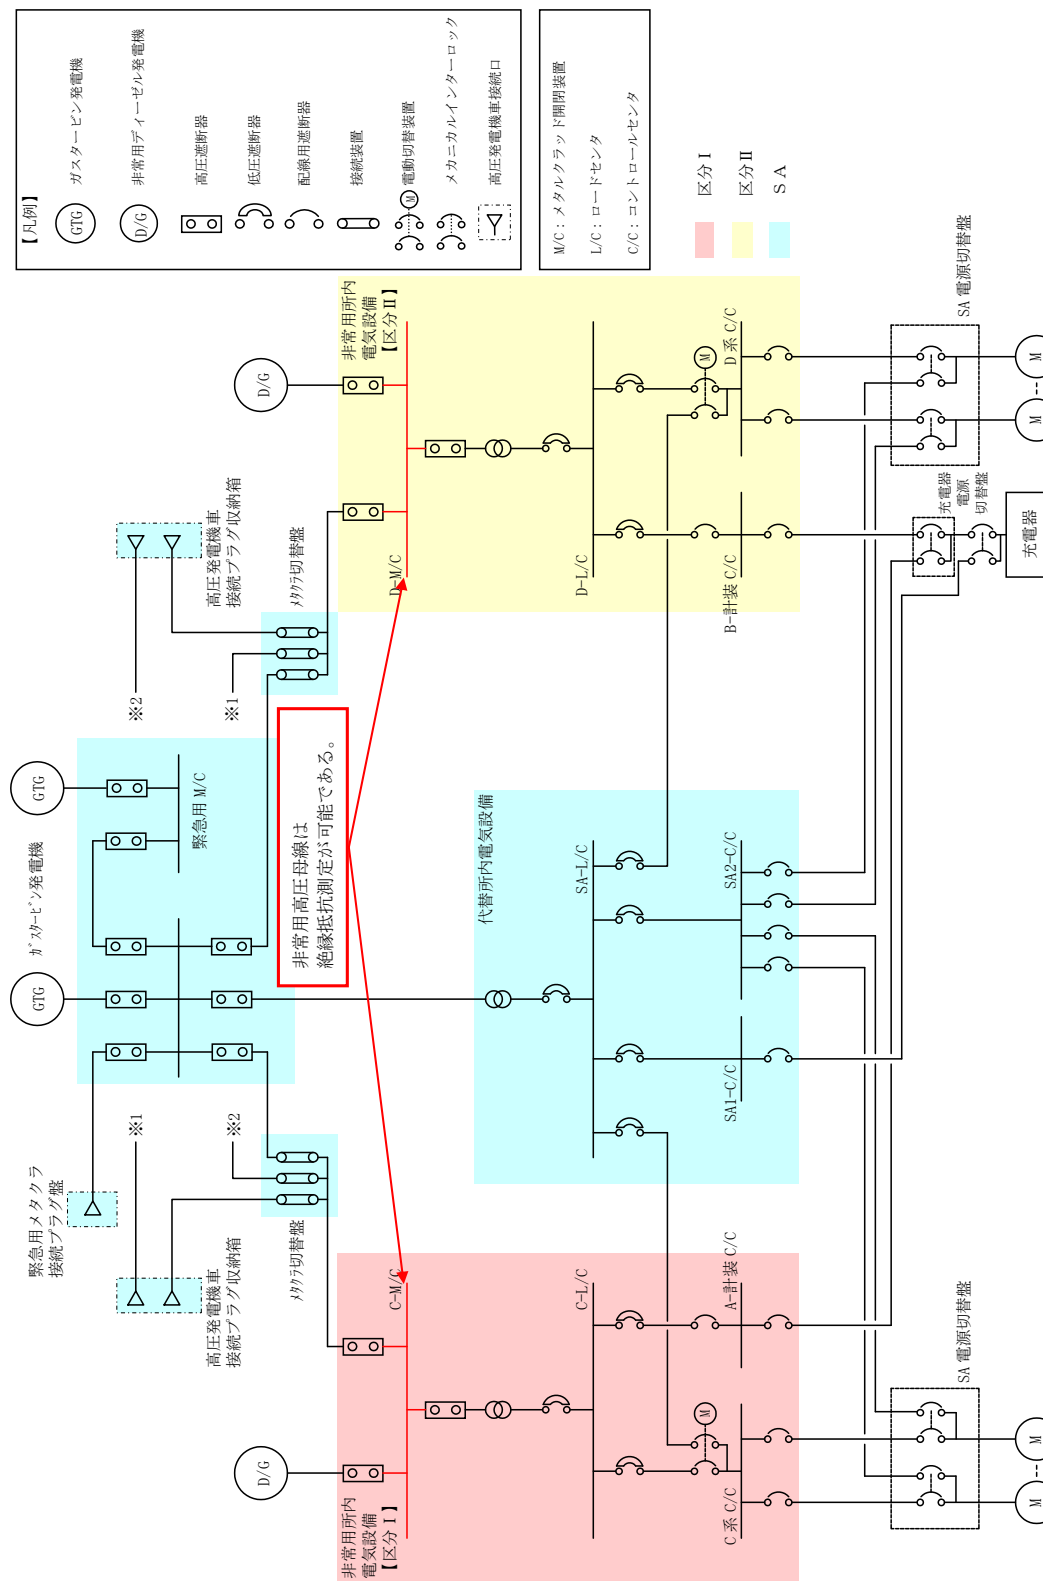 【凡例】
GTG
ガスタービン発電機
D/G
非常用ディーゼル発電機
高圧遮断器
低圧遮断器
配線用遮断器
接続装置
M
電動切替装置
メカニカルインターロック
高圧発電機車接続口
M/C：メタルクラッド開閉装置
L/C：ロードセンタ
C/C：コントロールセンタ
区分Ⅰ
区分Ⅱ
ＳＡ
緊急用メタクラ
接続プラグ盤
高圧発電機車
接続プラグ収納箱
※1
※2
ﾒﾀｸﾗ切替盤
GTG
ｶﾞｽﾀｰﾋﾞﾝ発電機
GTG
緊急用 M/C
※2
※1
高圧発電機車
接続プラグ収納箱
ﾒﾀｸﾗ切替盤
非常用高圧母線は
絶縁抵抗測定が可能である。
D/G
非常用所内
電気設備
【区分Ⅰ】
C-M/C
C-L/C
M
C 系 C/C
A-計装 C/C
代替所内電気設備
SA-L/C
SA1-C/C
SA2-C/C
D/G
非常用所内
電気設備
【区分Ⅱ】
D-M/C
D-L/C
M
B-計装 C/C
D 系 C/C
SA 電源切替盤
M
M
充電器
電源
切替盤
充電器
SA 電源切替盤
M
M